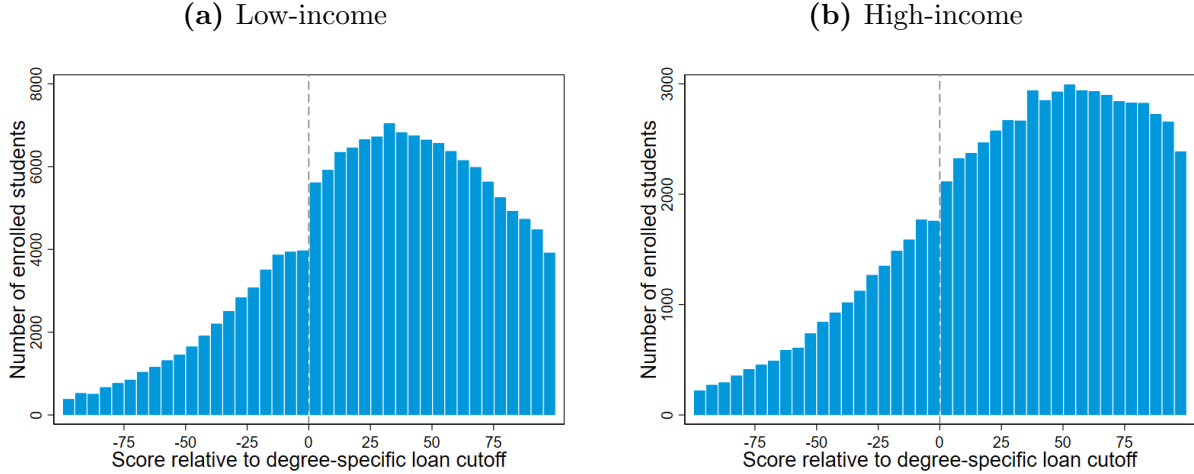 (a) Low-income
Number of enrolled students
8000
6000
4000
2000
0
-75 -50 -25 0 25 50 75
Score relative to degree-specific loan cutoff
(b) High-income
Number of enrolled students
3000
2000
1000
0
-75 -50 -25 0 25 50 75
Score relative to degree-specific loan cutoff